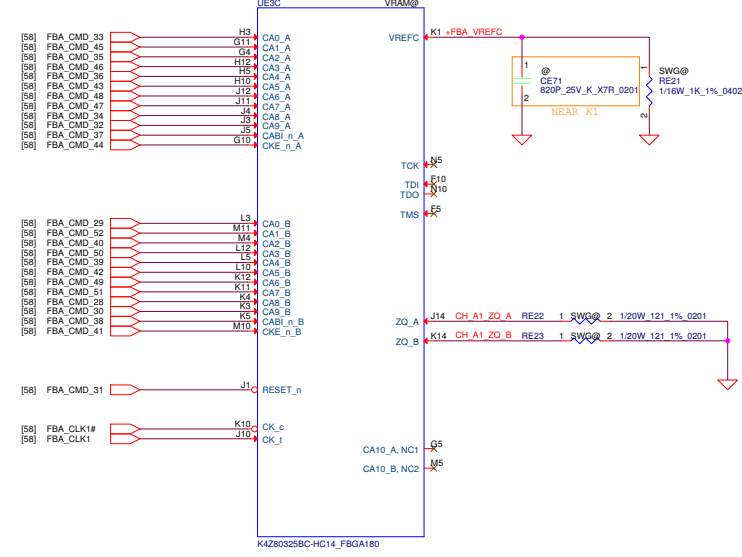 UE3C VRAM@
[58] FBA_CMD_33 H3 CA0_A VREFC K1 +FBA_VREFC
[58] FBA_CMD_45 G11 CA1_A
[58] FBA_CMD_35 G4 CA2_A
[58] FBA_CMD_46 H12 CA3_A
[58] FBA_CMD_36 H5 CA4_A
[58] FBA_CMD_43 H10 CA5_A
[58] FBA_CMD_48 J12 CA6_A
[58] FBA_CMD_47 J11 CA7_A
[58] FBA_CMD_34 J4 CA8_A
[58] FBA_CMD_32 J3 CA9_A
[58] FBA_CMD_37 J5 CABI_n_A
[58] FBA_CMD_44 G10 CKE_n_A
1 @ 1 SWG@
CE71 RE21
820P_25V_K_X7R_0201 1/16W_1K_1%_0402
2 2
NEAR K1
TCK N5
TDI F10
TDO N10
TMS F5
[58] FBA_CMD_29 L3 CA0_B
[58] FBA_CMD_52 M11 CA1_B
[58] FBA_CMD_40 M4 CA2_B
[58] FBA_CMD_50 L12 CA3_B
[58] FBA_CMD_39 L5 CA4_B
[58] FBA_CMD_42 L10 CA5_B
[58] FBA_CMD_49 K12 CA6_B
[58] FBA_CMD_51 K11 CA7_B
[58] FBA_CMD_28 K4 CA8_B
[58] FBA_CMD_30 K3 CA9_B
[58] FBA_CMD_38 K5 CABI_n_B
[58] FBA_CMD_41 M10 CKE_n_B
ZQ_A J14 CH_A1_ZQ_A RE22 1 SWG@ 2 1/20W_121_1%_0201
ZQ_B K14 CH_A1_ZQ_B RE23 1 SWG@ 2 1/20W_121_1%_0201
[58] FBA_CMD_31 J1 RESET_n
[58] FBA_CLK1# K10 CK_c
[58] FBA_CLK1 J10 CK_t
CA10_A, NC1 G5
CA10_B, NC2 M5
K4Z80325BC-HC14_FBGA180